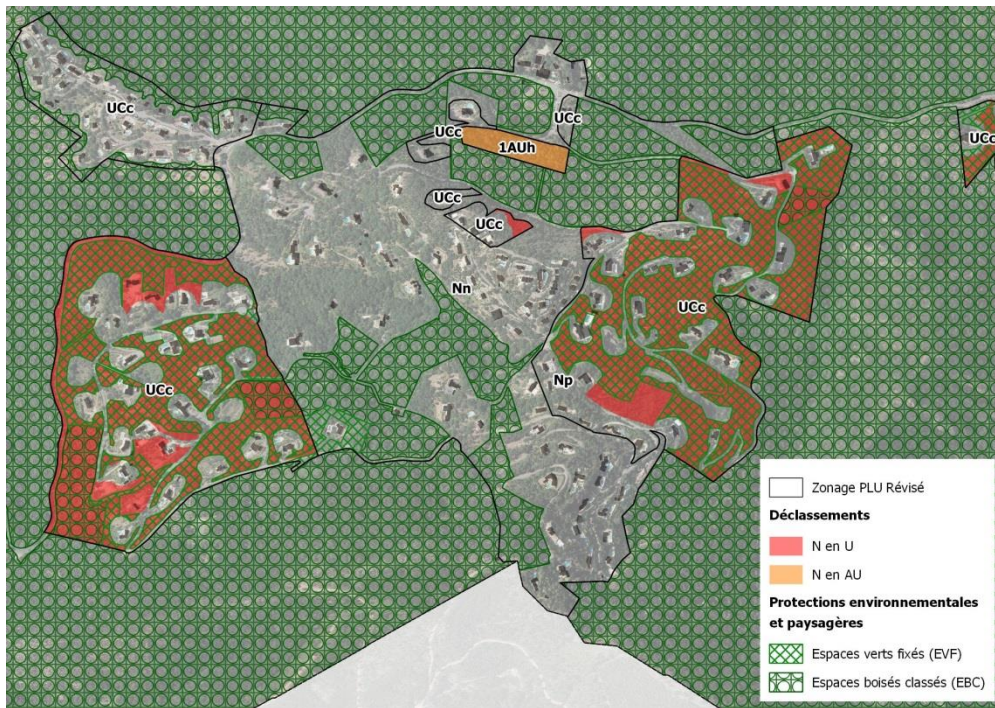 UCc
UCc
UCc
1AUh
UCc
UCc
UCc
Nn
UCc
Np
UCc
Zonage PLU Révisé
Déclassements
N en U
N en AU
Protections environnementales
et paysagères
Espaces verts fixés (EVF)
Espaces boisés classés (EBC)